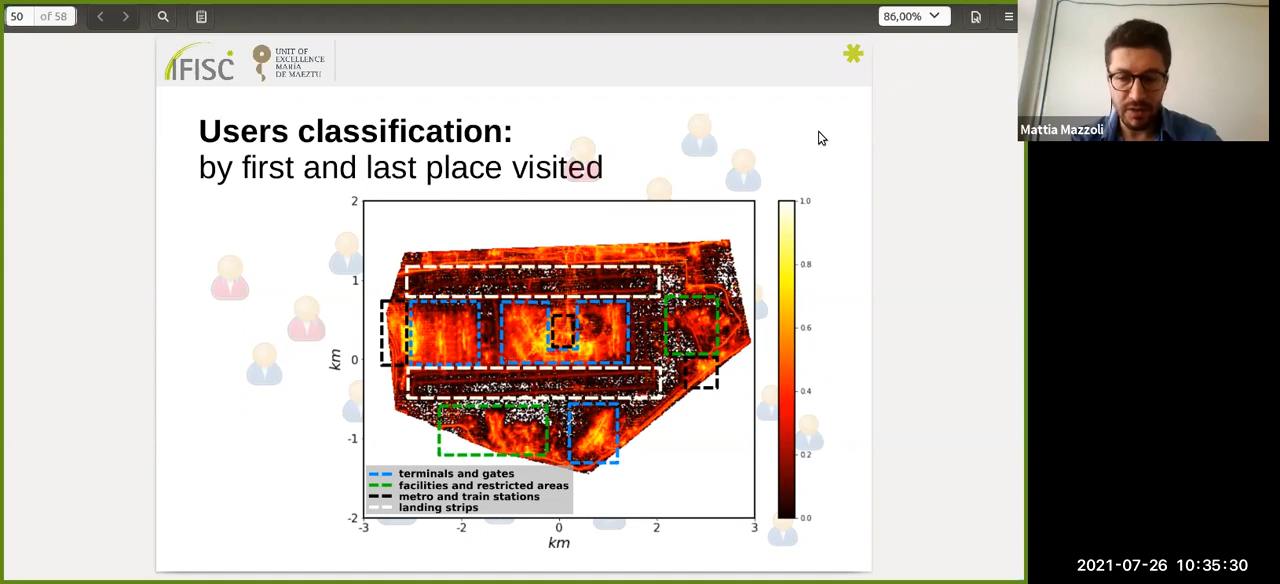 50 of 58
86,00%
IFISC
UNIT OF
EXCELLENCE
MARÍA
DE MAEZTU
Mattia Mazzoli
Users classification:
by first and last place visited
2
1
0
-1
-2
km
-3
-2
0
2
3
km
1.0
0.8
0.6
0.4
0.2
0.0
terminals and gates
facilities and restricted areas
metro and train stations
landing strips
2021-07-26 10:35:30